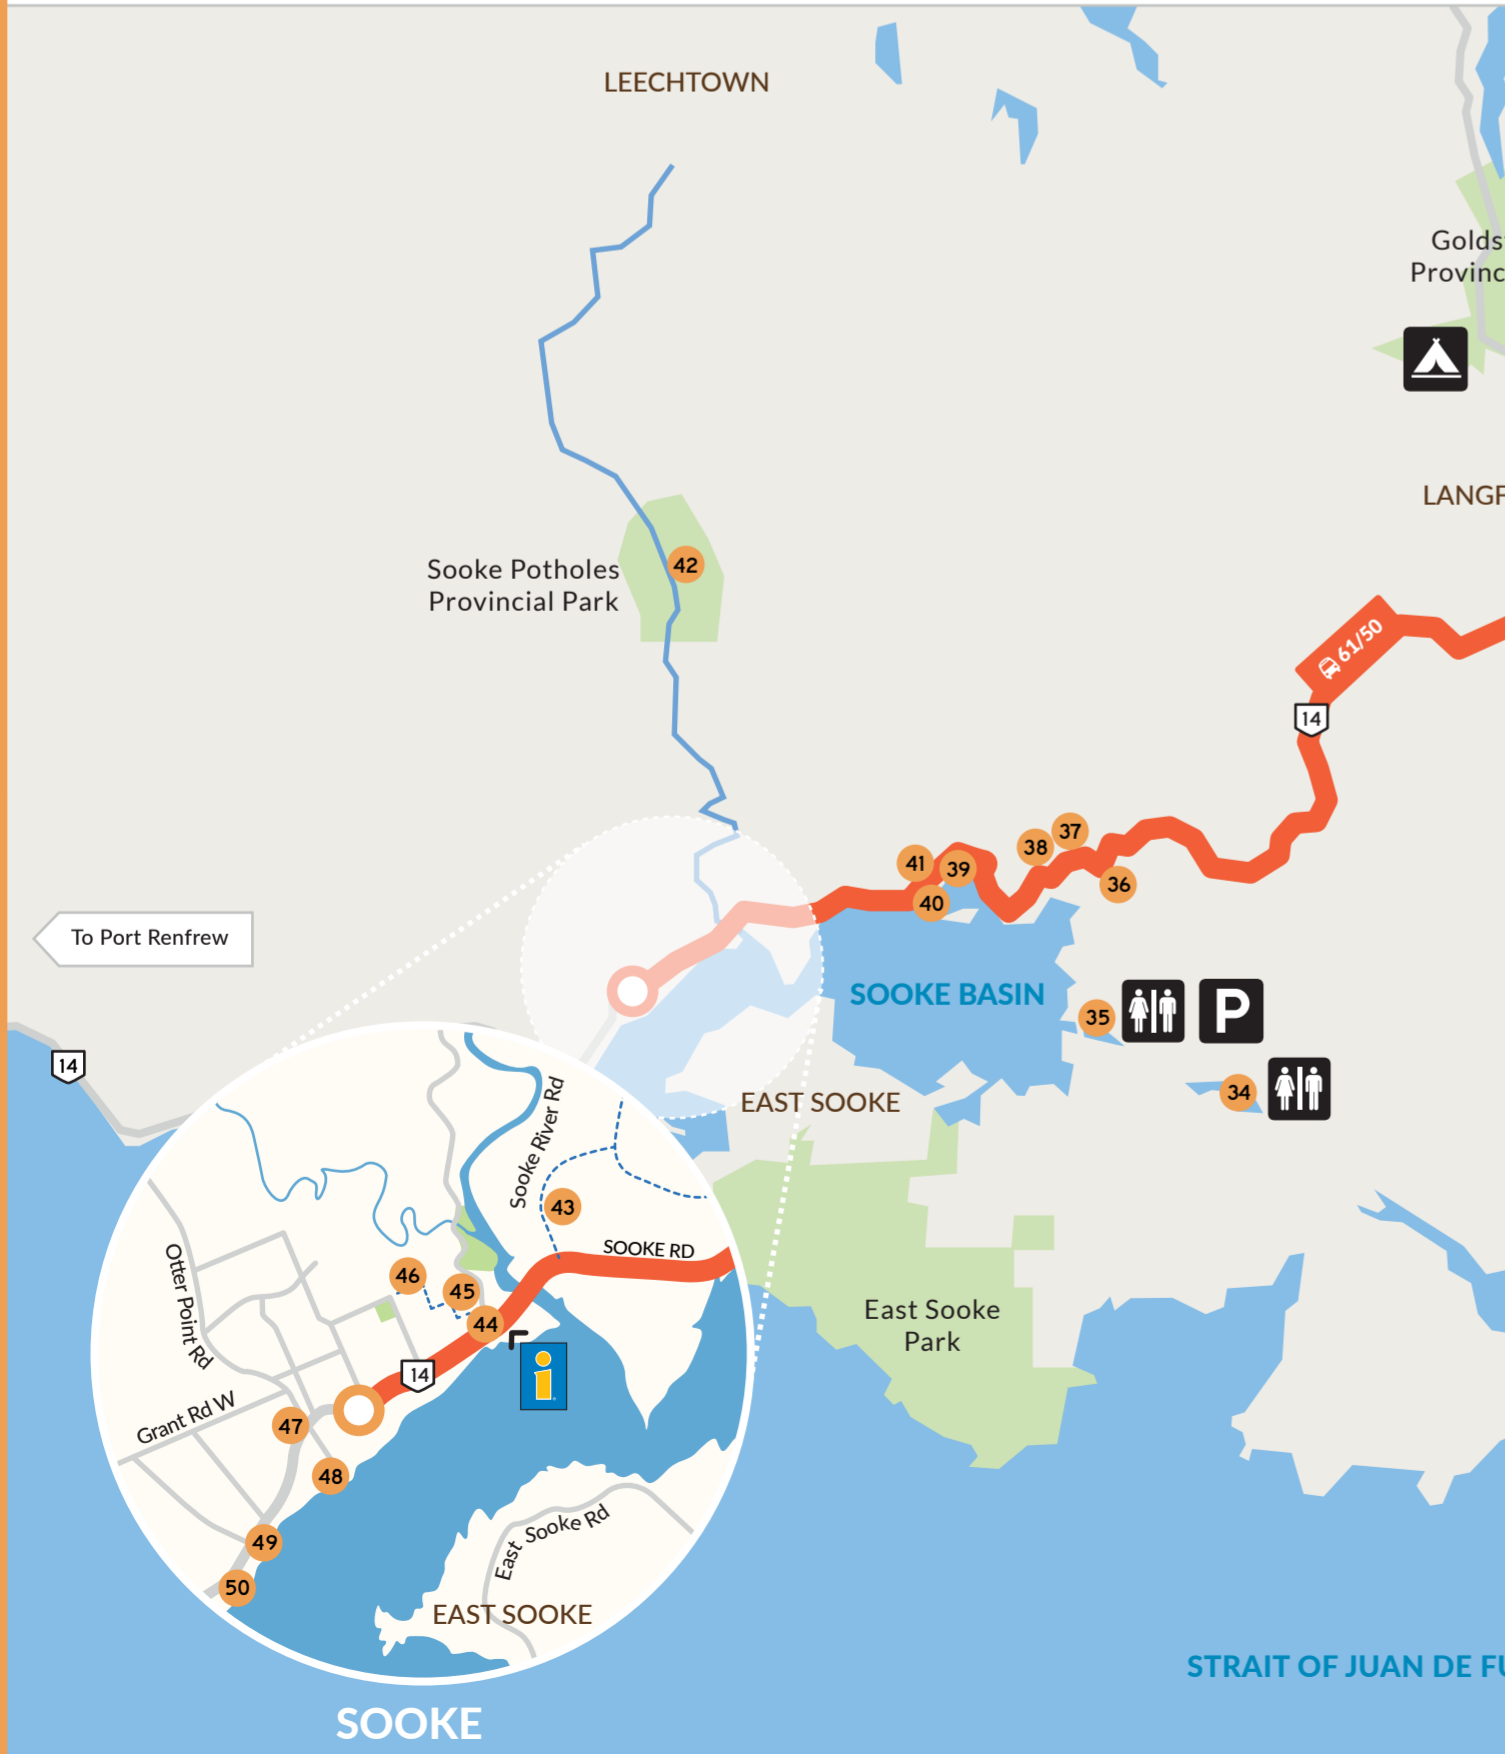 LEECHTOWN
Golds
Provinc
LANGF
Sooke Potholes
Provincial Park
42
61/50
14
37
38
41
39
36
40
To Port Renfrew
SOOKE BASIN
35
P
14
34
EAST SOOKE
Sooke River Rd
43
SOOKE RD
Otter Point Rd
46
45
44
East Sooke
Park
14
i
Grant Rd W
47
48
49
East Sooke Rd
50
EAST SOOKE
STRAIT OF JUAN DE FU
SOOKE